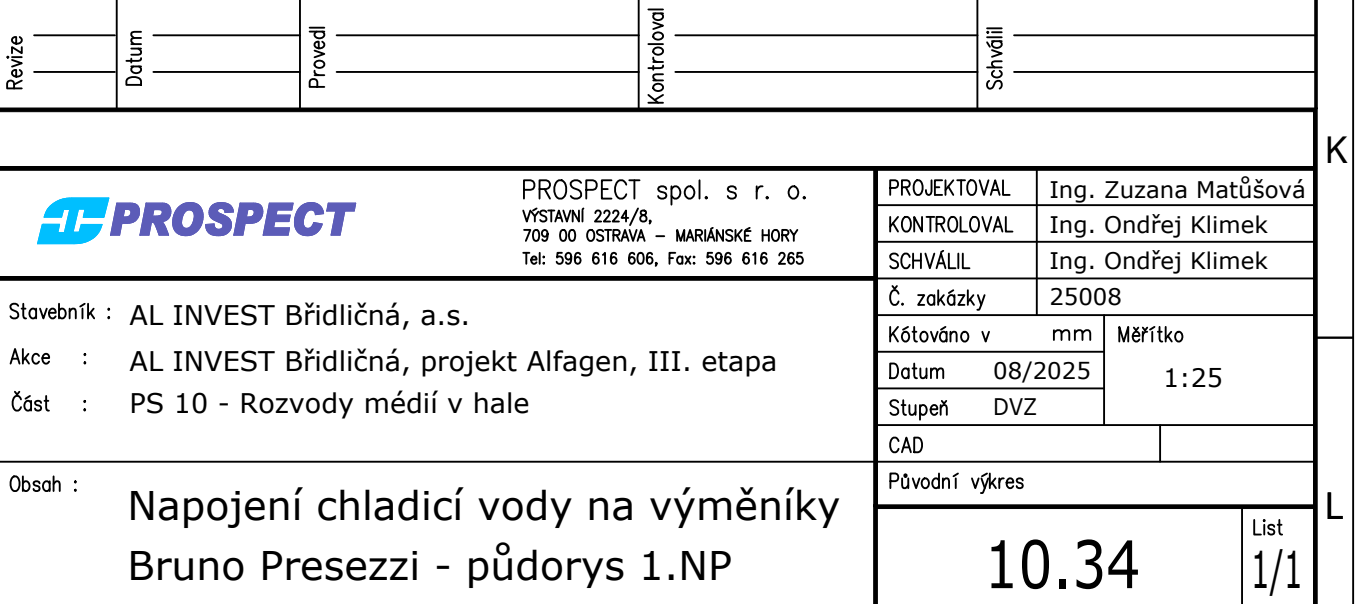 Revize
Datum
Provedl
Kontroloval
Schválil
K
PROSPECT
PROSPECT spol. s r. o.
VÝSTAVNÍ 2224/8,
709 00 OSTRAVA – MARIÁNSKÉ HORY
Tel: 596 616 606, Fax: 596 616 265
PROJEKTOVAL Ing. Zuzana Matůšová
KONTROLOVAL Ing. Ondřej Klimek
SCHVÁLIL Ing. Ondřej Klimek
Č. zakázky 25008
Kótováno v mm
Měřítko
1:25
Datum 08/2025
Stupeň DVZ
CAD
Původní výkres
Stavebník : AL INVEST Břidličná, a.s.
Akce : AL INVEST Břidličná, projekt Alfagen, III. etapa
Část : PS 10 - Rozvody médií v hale
Obsah : Napojení chladicí vody na výměníky
Bruno Presezzi - půdorys 1.NP
10.34
List
1/1
L